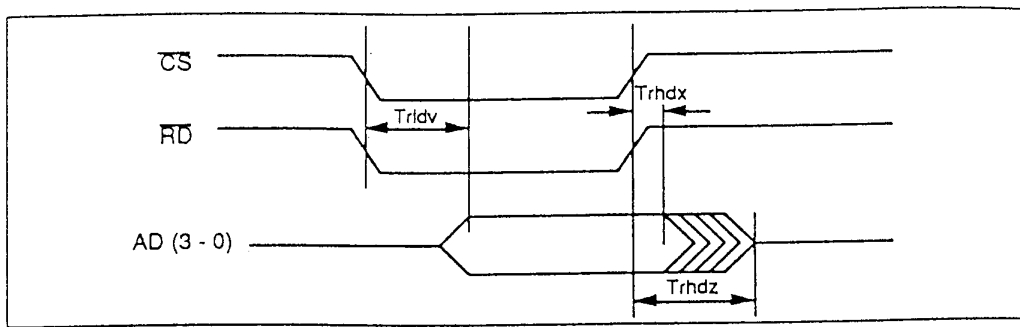 CS
Trhdx
Trldv
RD
AD (3 - 0)
Trhdz